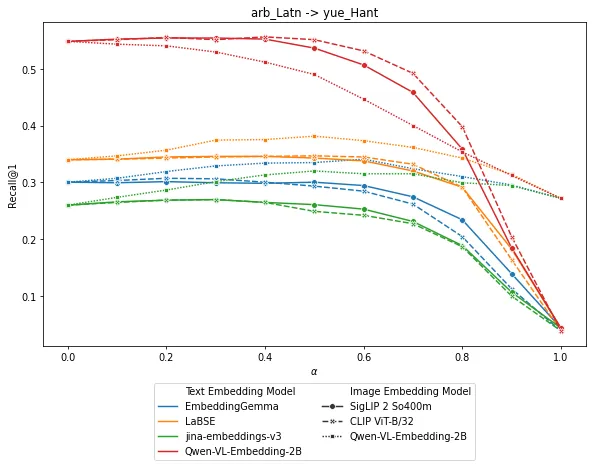 arb_Latn -> yue_Hant
Recall@1
0.5
0.4
0.3
0.2
0.1
0.0
0.2
0.4
0.6
0.8
1.0
α
Text Embedding Model
EmbeddingGemma
LaBSE
jina-embeddings-v3
Qwen-VL-Embedding-2B
Image Embedding Model
SigLIP 2 So400m
CLIP ViT-B/32
Qwen-VL-Embedding-2B